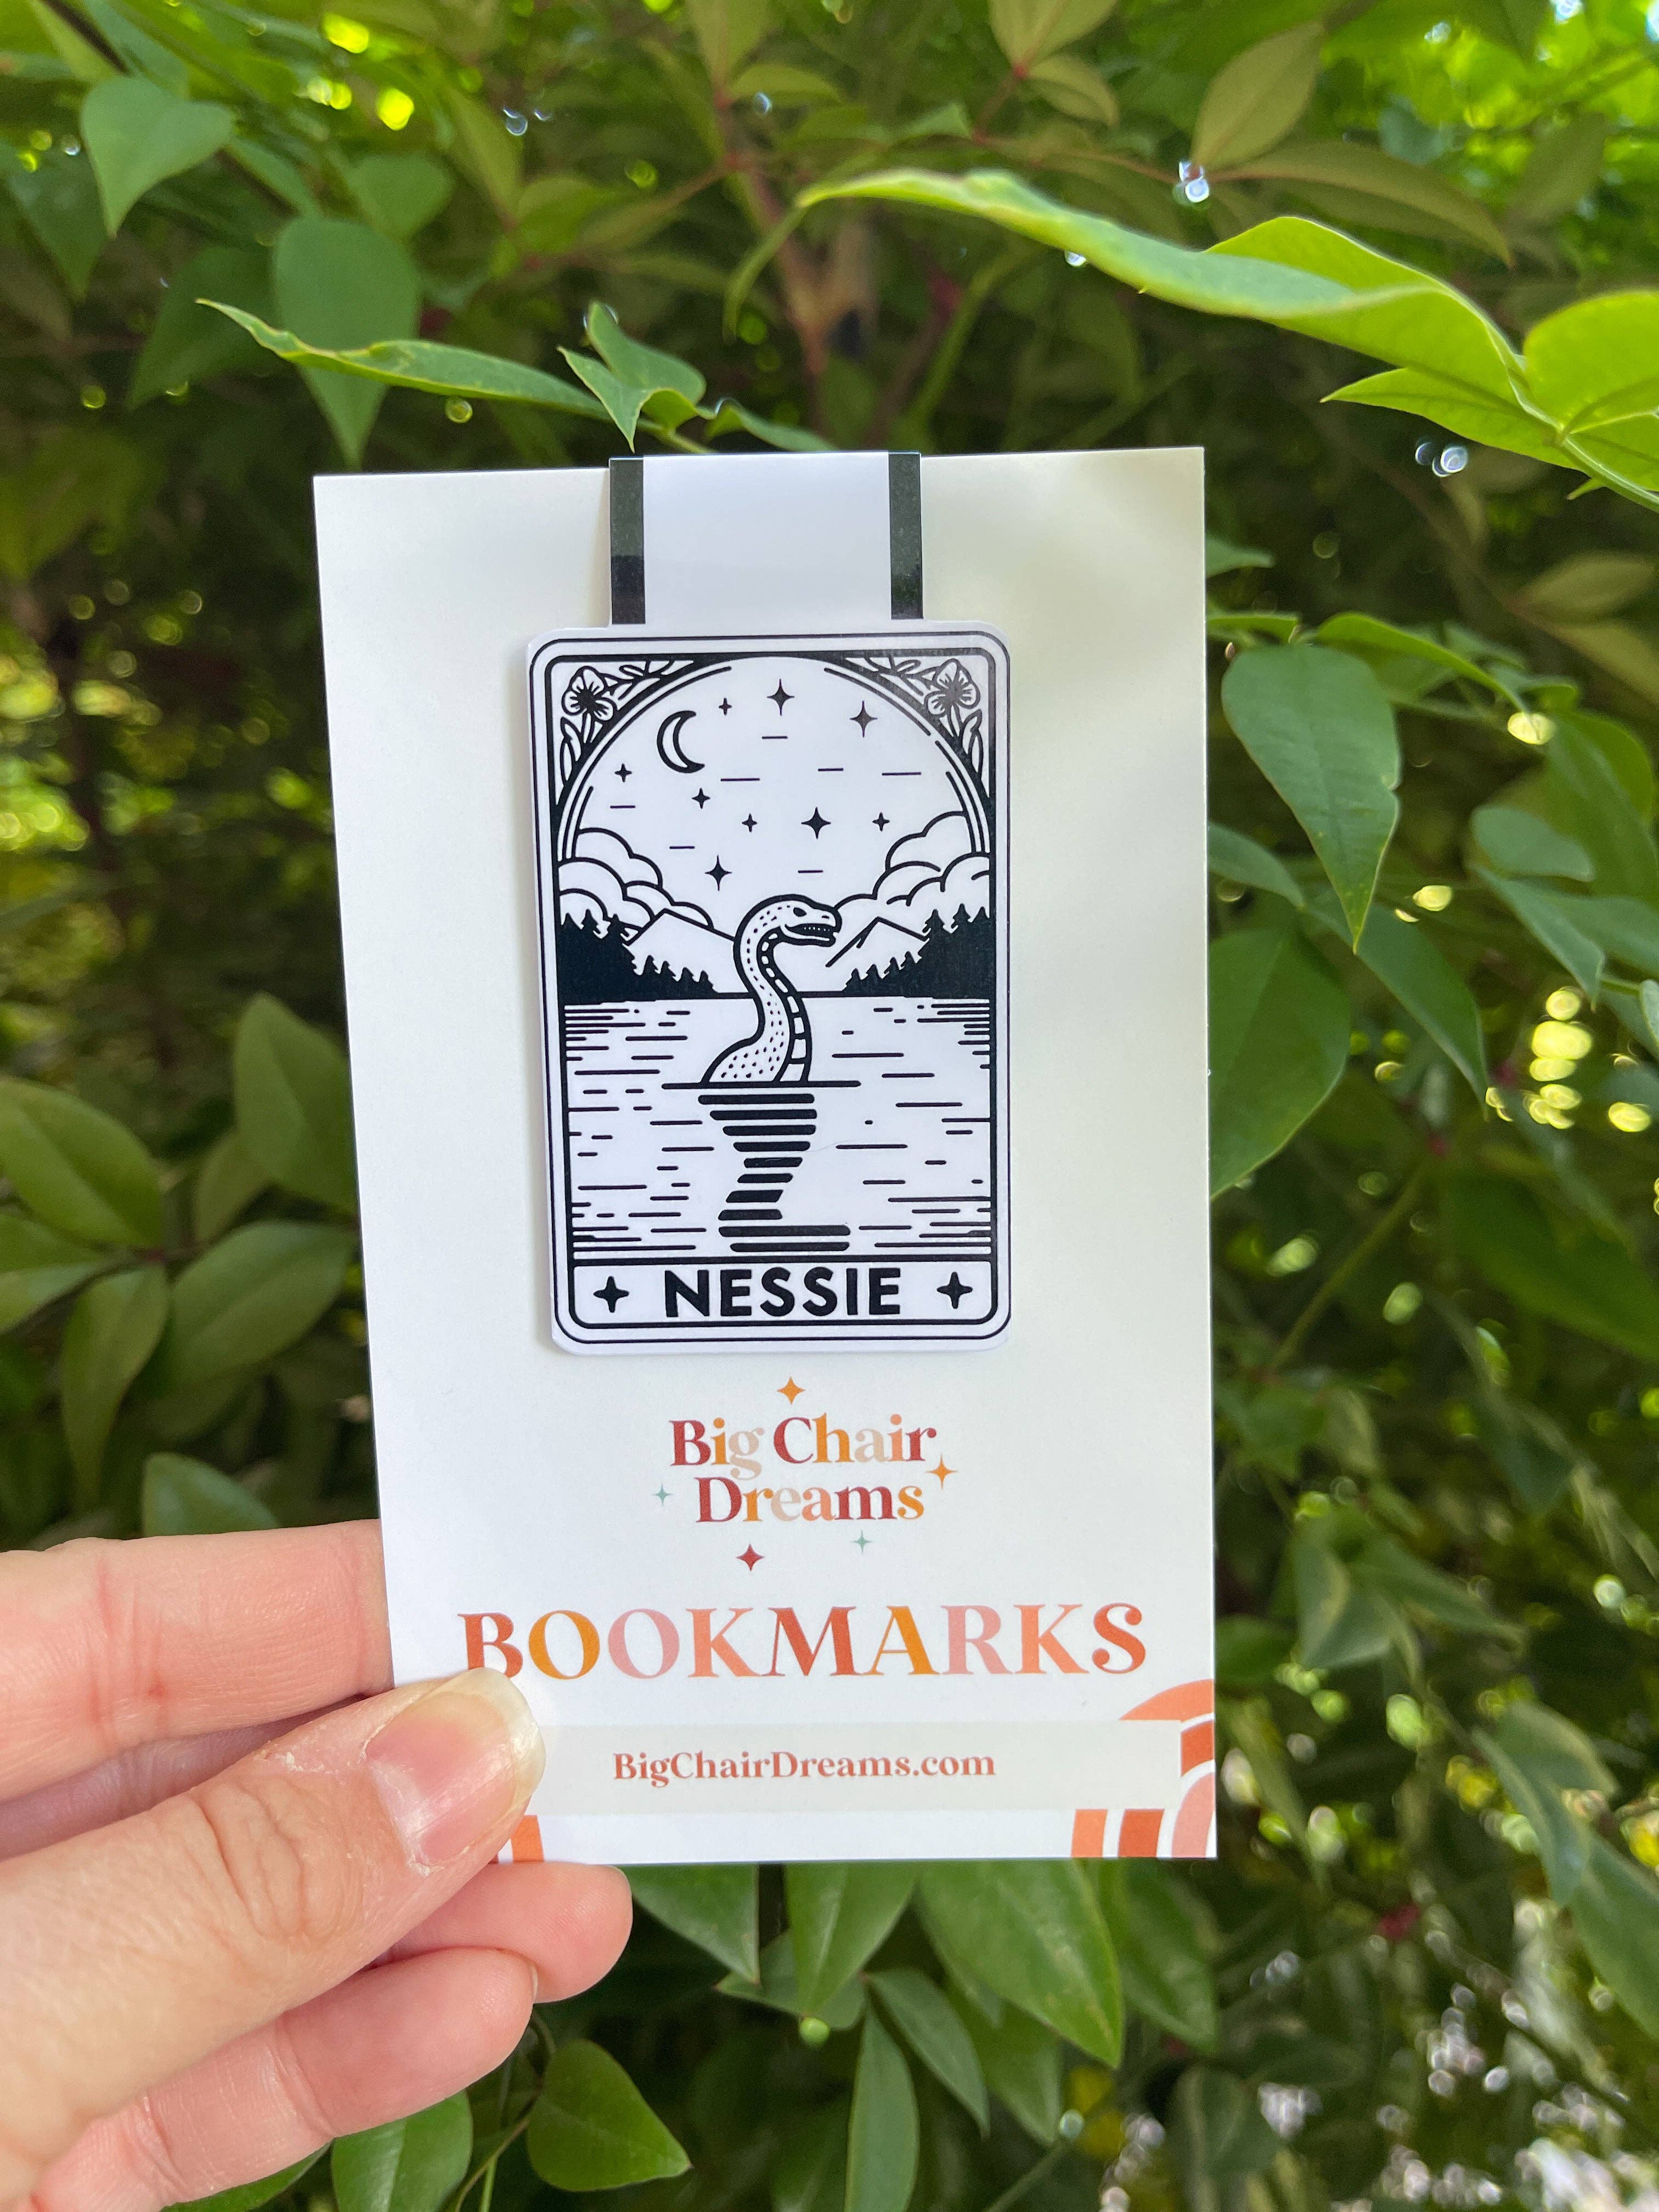 NESSIE
Big Chair
Dreams
BOOKMARKS
BigChairDreams.com